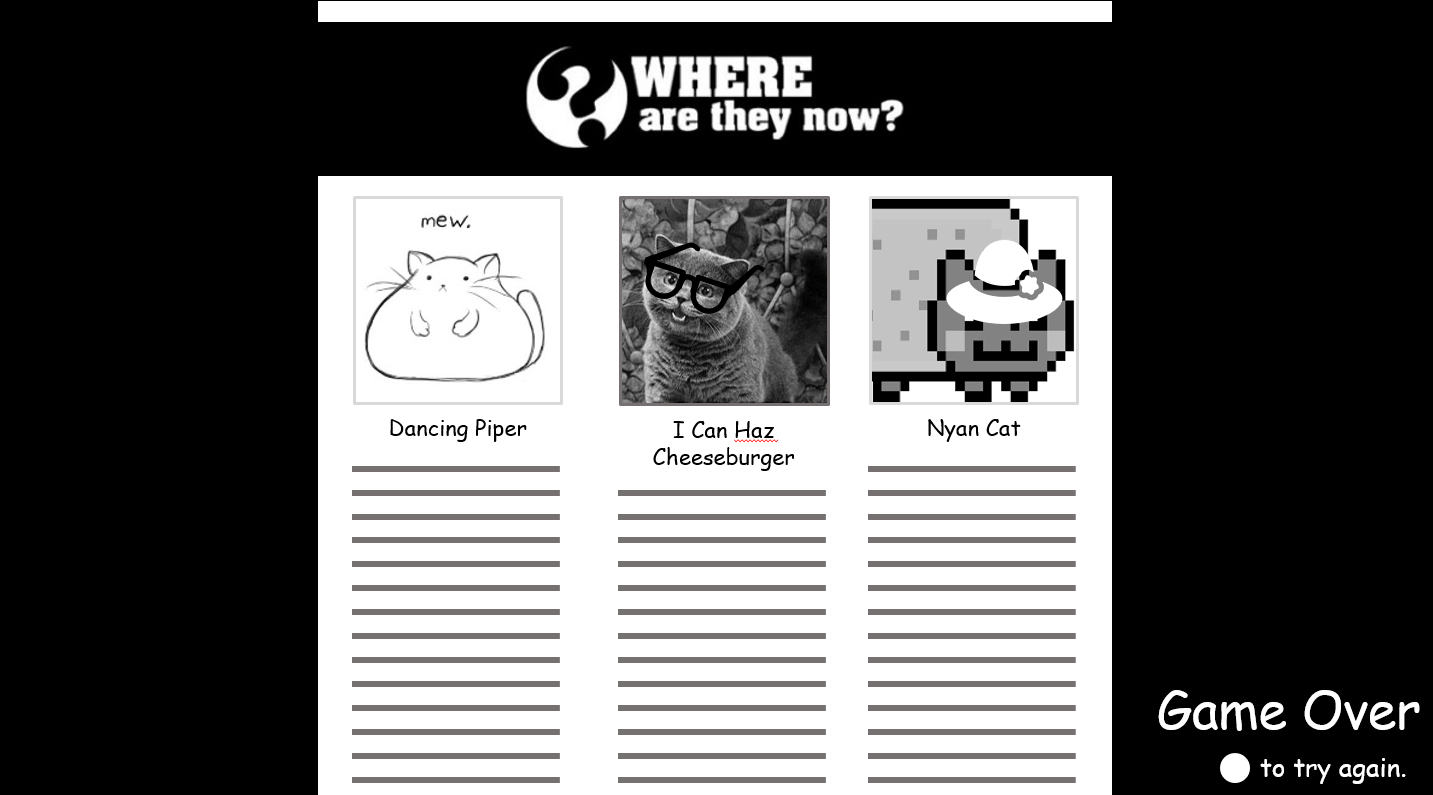 WHERE
are they now?
mew.
Dancing Piper
I Can Haz
Cheeseburger
Nyan Cat
Game Over
to try again.